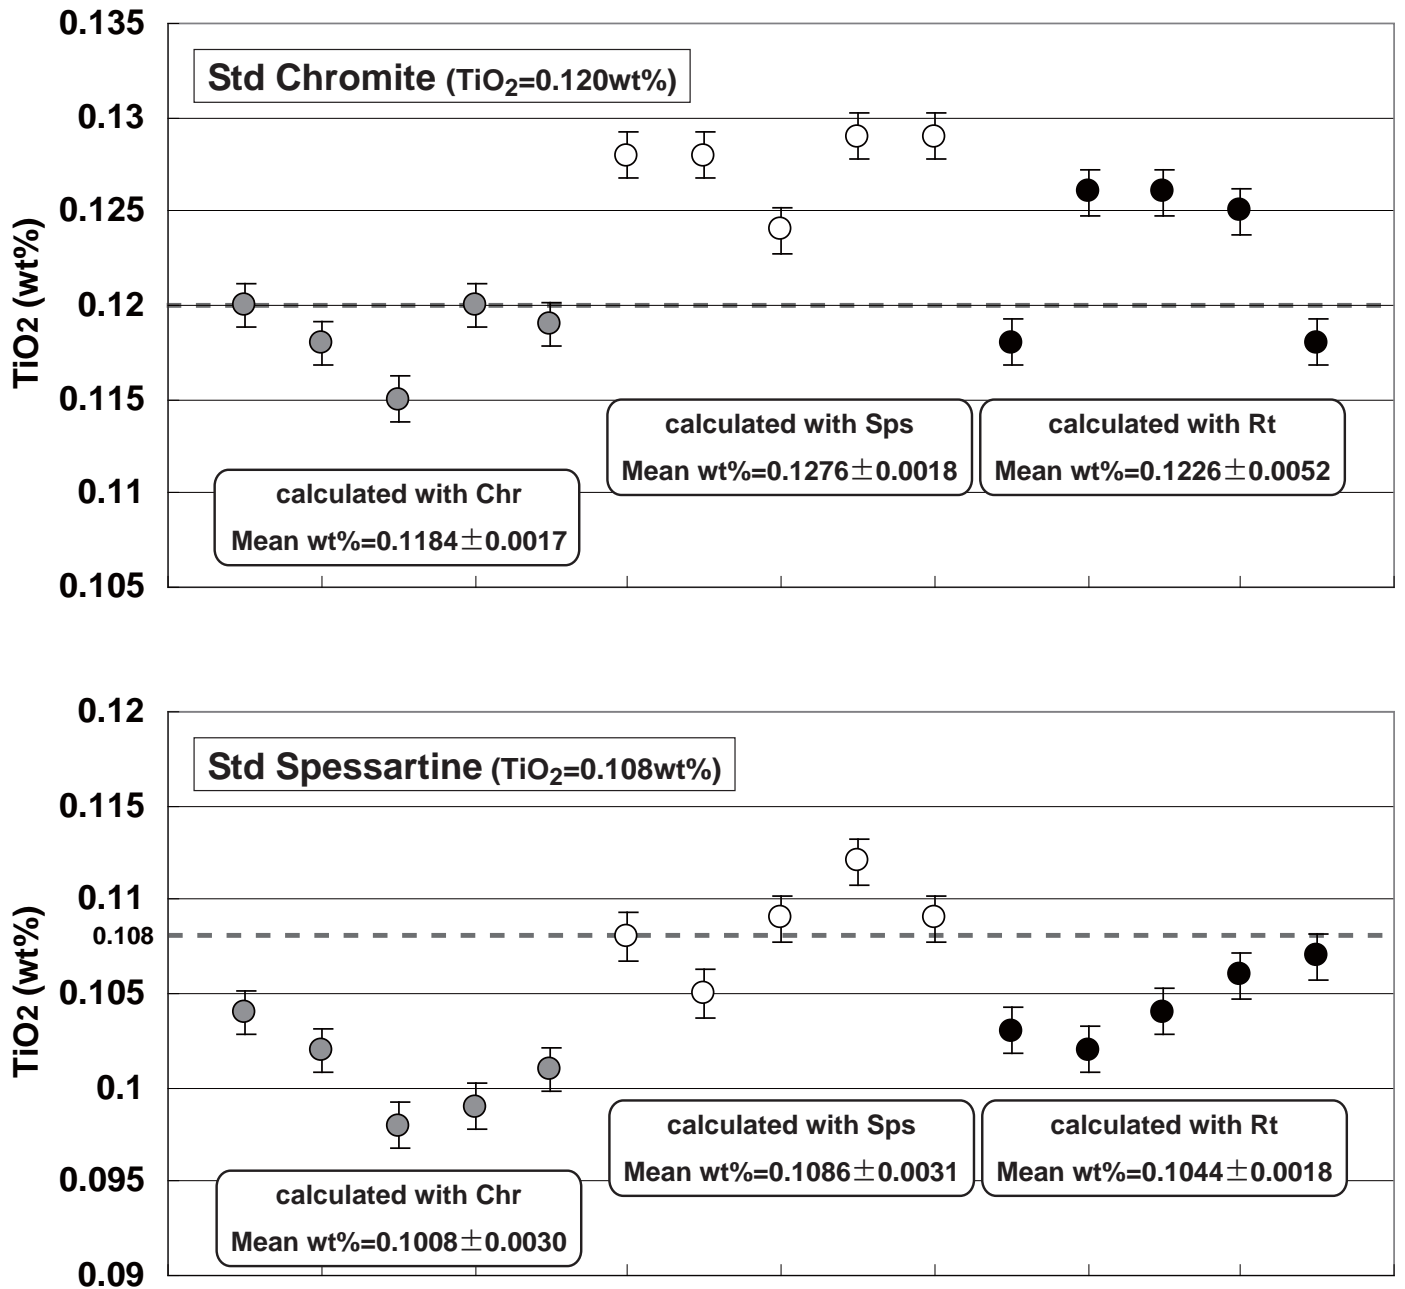 0.135
Std Chromite (TiO2=0.120wt%)
0.13
0.125
0.12
0.115
0.11
0.105
TiO2 (wt%)
calculated with Chr
Mean wt%=0.1184±0.0017
calculated with Sps
Mean wt%=0.1276±0.0018
calculated with Rt
Mean wt%=0.1226±0.0052
0.12
Std Spessartine (TiO2=0.108wt%)
0.115
0.11
0.108
0.105
0.1
0.095
0.09
TiO2 (wt%)
calculated with Chr
Mean wt%=0.1008±0.0030
calculated with Sps
Mean wt%=0.1086±0.0031
calculated with Rt
Mean wt%=0.1044±0.0018